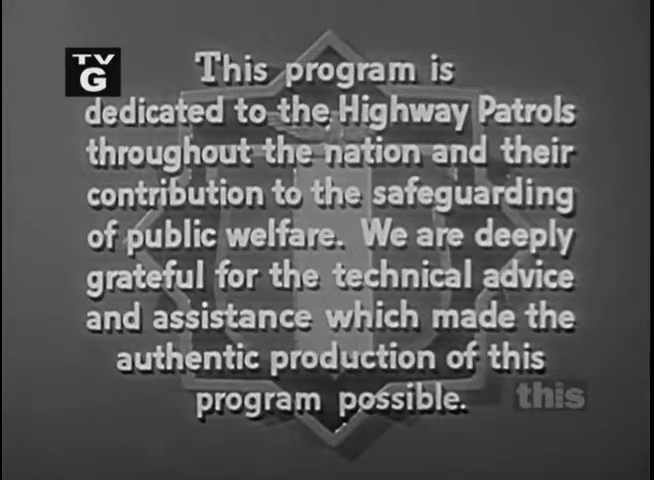 TV
G
This program is
dedicated to the Highway Patrols
throughout the nation and their
contribution to the safeguarding
of public welfare. We are deeply
grateful for the technical advice
and assistance which made the
authentic production of this
program possible.
this